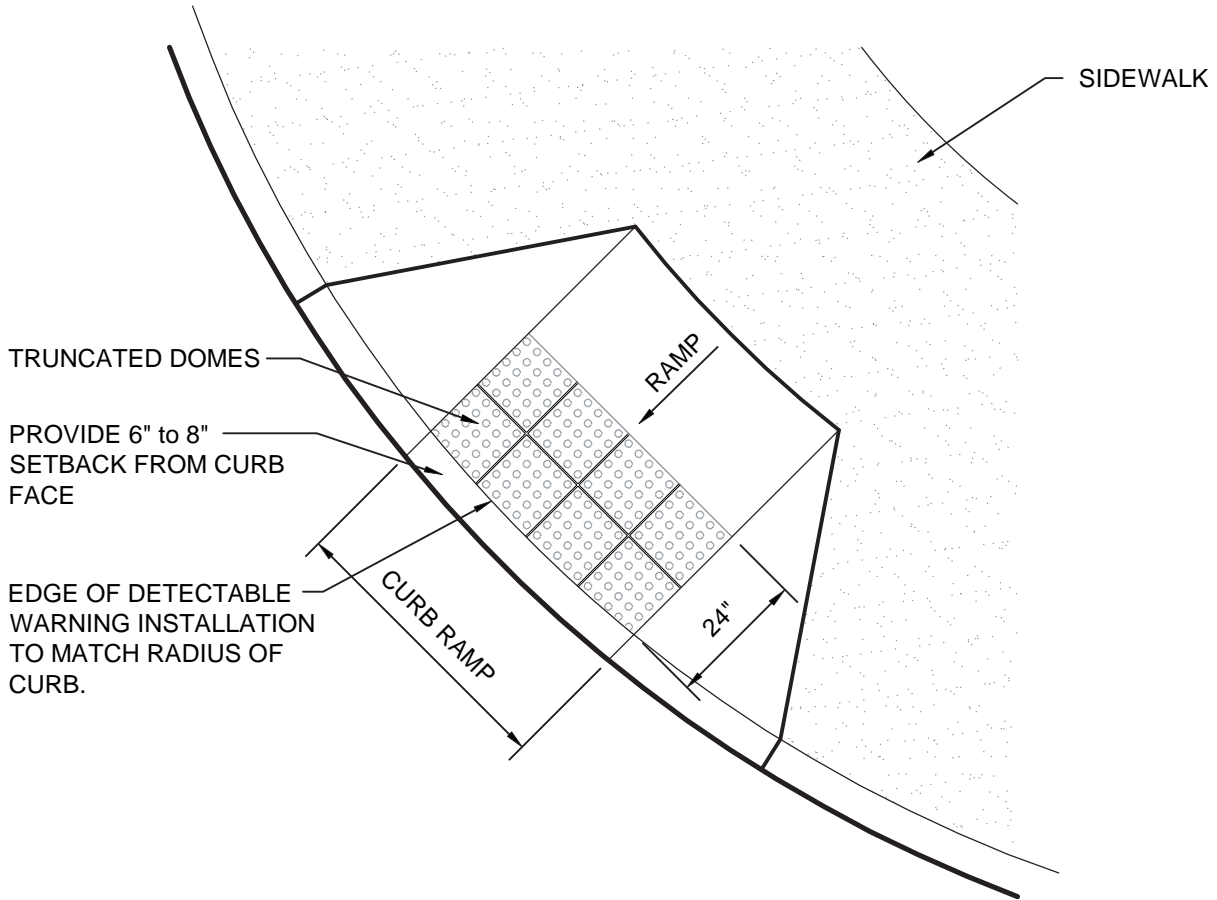 SIDEWALK
TRUNCATED DOMES
RAMP
PROVIDE 6" to 8"
SETBACK FROM CURB
FACE
EDGE OF DETECTABLE
WARNING INSTALLATION
TO MATCH RADIUS OF
CURB.
CURB RAMP
24"